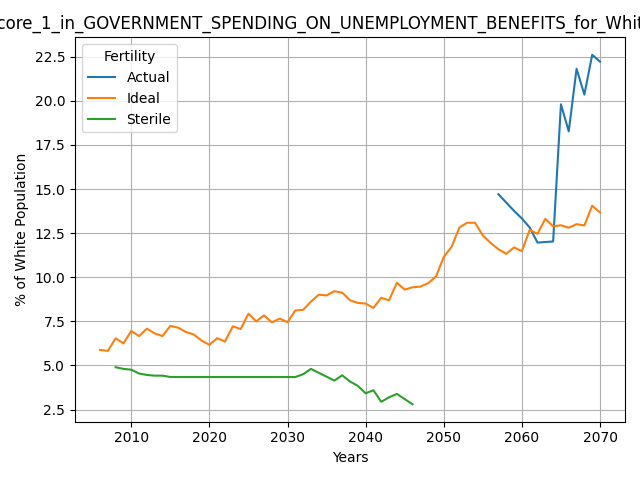 core_1_in_GOVERNMENT_SPENDING_ON_UNEMPLOYMENT_BENEFITS_for_Whit
Fertility
Actual
Ideal
Sterile
22.5
20.0
17.5
15.0
12.5
10.0
7.5
5.0
2.5
% of White Population
2010 2020 2030 2040 2050 2060 2070
Years